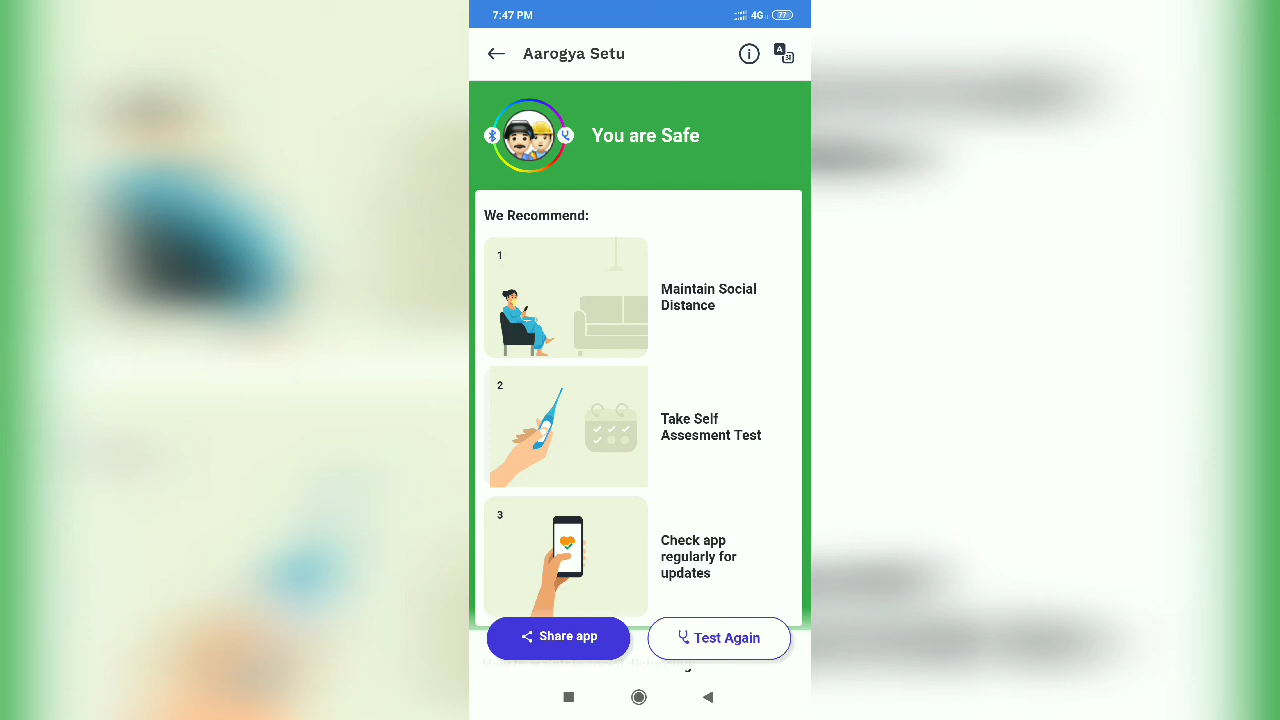 7:47 PM
4G
77
Aarogya Setu
You are Safe
We Recommend:
1
Maintain Social
Distance
2
Take Self
Assesment Test
3
Check app
regularly for
updates
Share app
Test Again